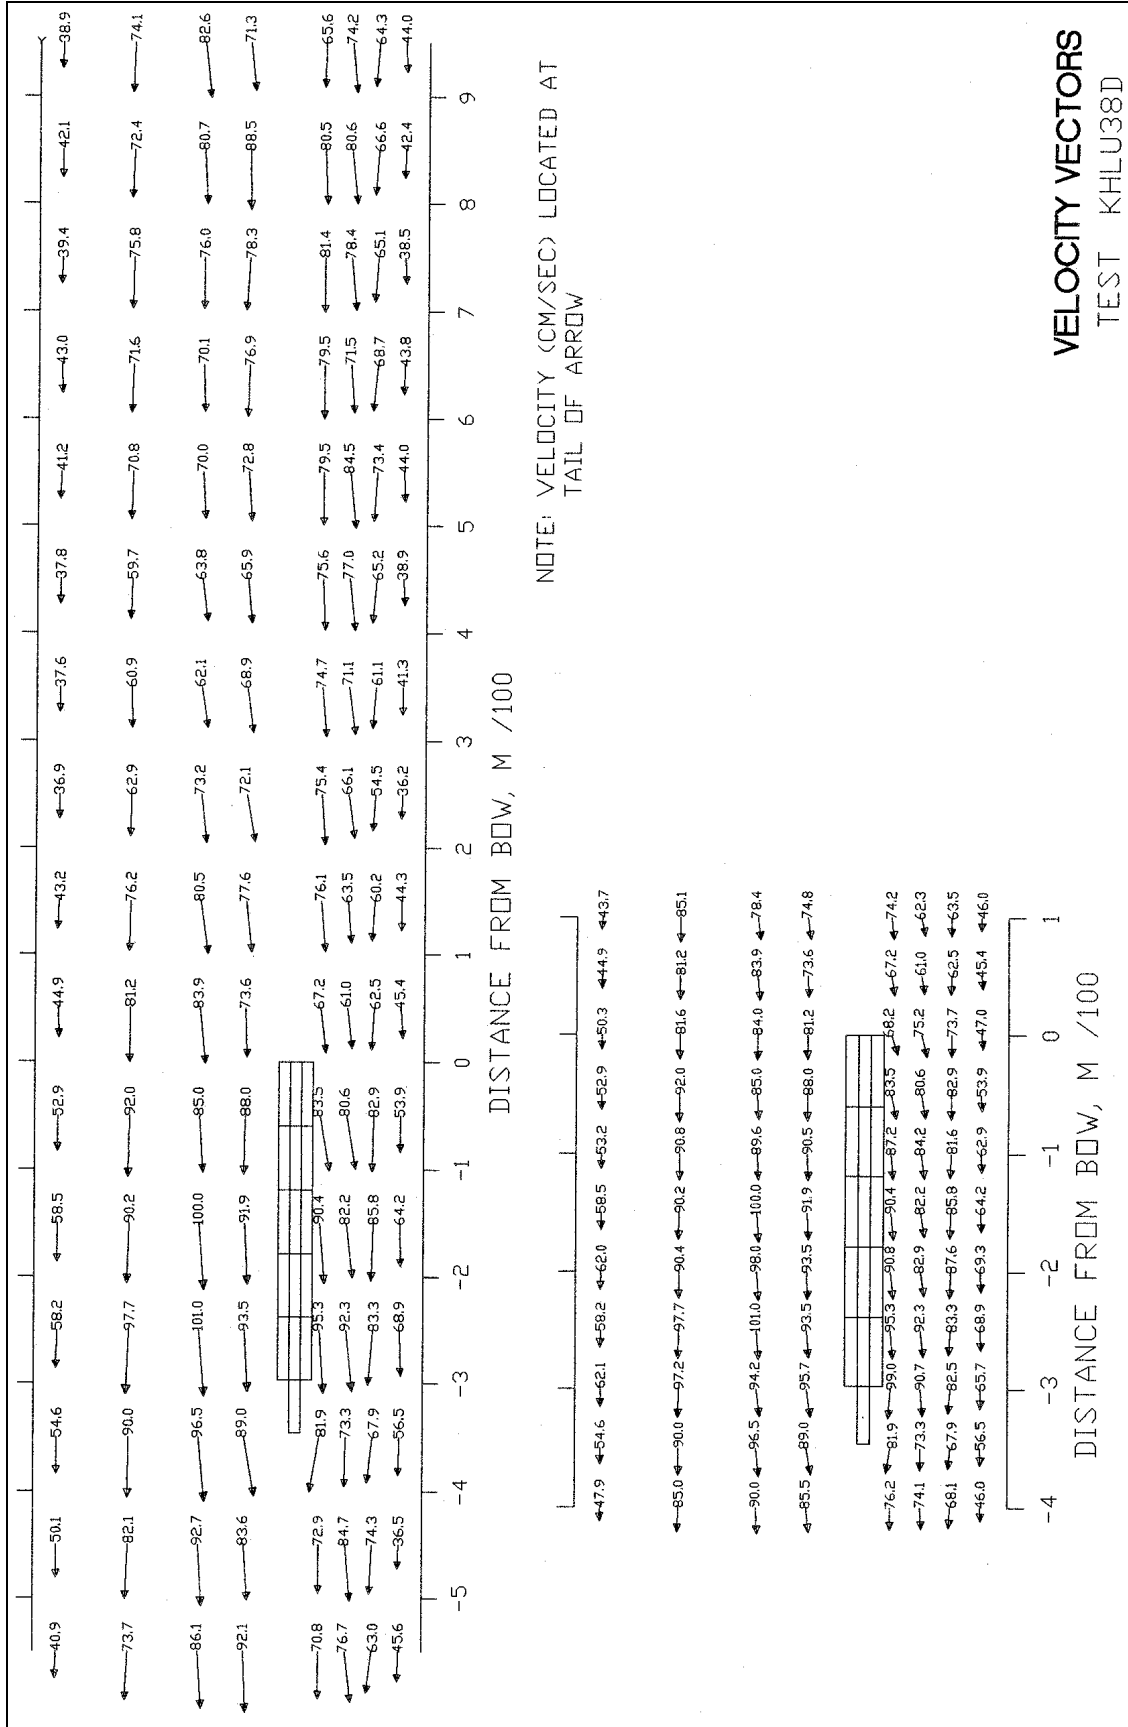 40.9 50.1 54.6 58.2 58.5 52.9 44.9 43.2 36.9 37.6 37.8 41.2 43.0 39.4 42.1 38.9
73.7 82.1 90.0 97.7 90.2 92.0 81.2 76.2 62.9 60.9 59.7 70.8 71.6 75.8 72.4 74.1
86.1 92.7 96.5 101.0 100.0 85.0 83.9 80.5 73.2 62.1 63.8 70.0 70.1 76.0 80.7 82.6
92.1 83.6 89.0 93.5 91.9 88.0 73.6 77.6 72.1 68.9 65.9 72.8 76.9 78.3 88.5 71.3
70.8 72.9 81.9 95.3 90.4 83.5 67.2 76.1 75.4 74.7 75.6 79.5 79.5 81.4 80.5 65.6
76.7 84.7 73.3 92.3 82.2 80.6 61.0 63.5 66.1 71.1 77.0 84.5 71.5 78.4 80.6 74.2
63.0 74.3 67.9 83.3 85.8 82.9 62.5 60.2 54.5 61.1 65.2 73.4 68.7 65.1 66.6 64.3
45.6 36.5 56.5 68.9 64.2 53.9 45.4 44.3 36.2 41.3 38.9 44.0 43.8 38.5 42.4 44.0
-5 -4 -3 -2 -1 0 1 2 3 4 5 6 7 8 9
DISTANCE FROM BOW, M /100
NOTE: VELOCITY (CM/SEC) LOCATED AT
TAIL OF ARROW
47.9 54.6 62.1 58.2 62.0 58.5 53.2 52.9 50.3 44.9 43.7
85.0 90.0 97.2 97.7 90.4 90.2 90.8 92.0 81.6 81.2 85.1
90.0 96.5 94.2 101.0 98.0 100.0 89.6 85.0 84.0 83.9 78.4
85.5 89.0 95.7 93.5 93.5 91.9 90.5 88.0 81.2 73.6 74.8
76.2 81.9 99.0 95.3 90.8 90.4 87.2 83.5 68.2 67.2 74.2
74.1 73.3 90.7 92.3 82.9 82.2 84.2 80.6 75.2 61.0 62.3
68.1 67.9 82.5 83.3 87.6 85.8 81.6 82.9 73.7 62.5 63.5
46.0 56.5 65.7 68.9 69.3 64.2 62.9 53.9 47.0 45.4 46.0
-4 -3 -2 -1 0 1
DISTANCE FROM BOW, M /100
VELOCITY VECTORS
TEST KHLU38D